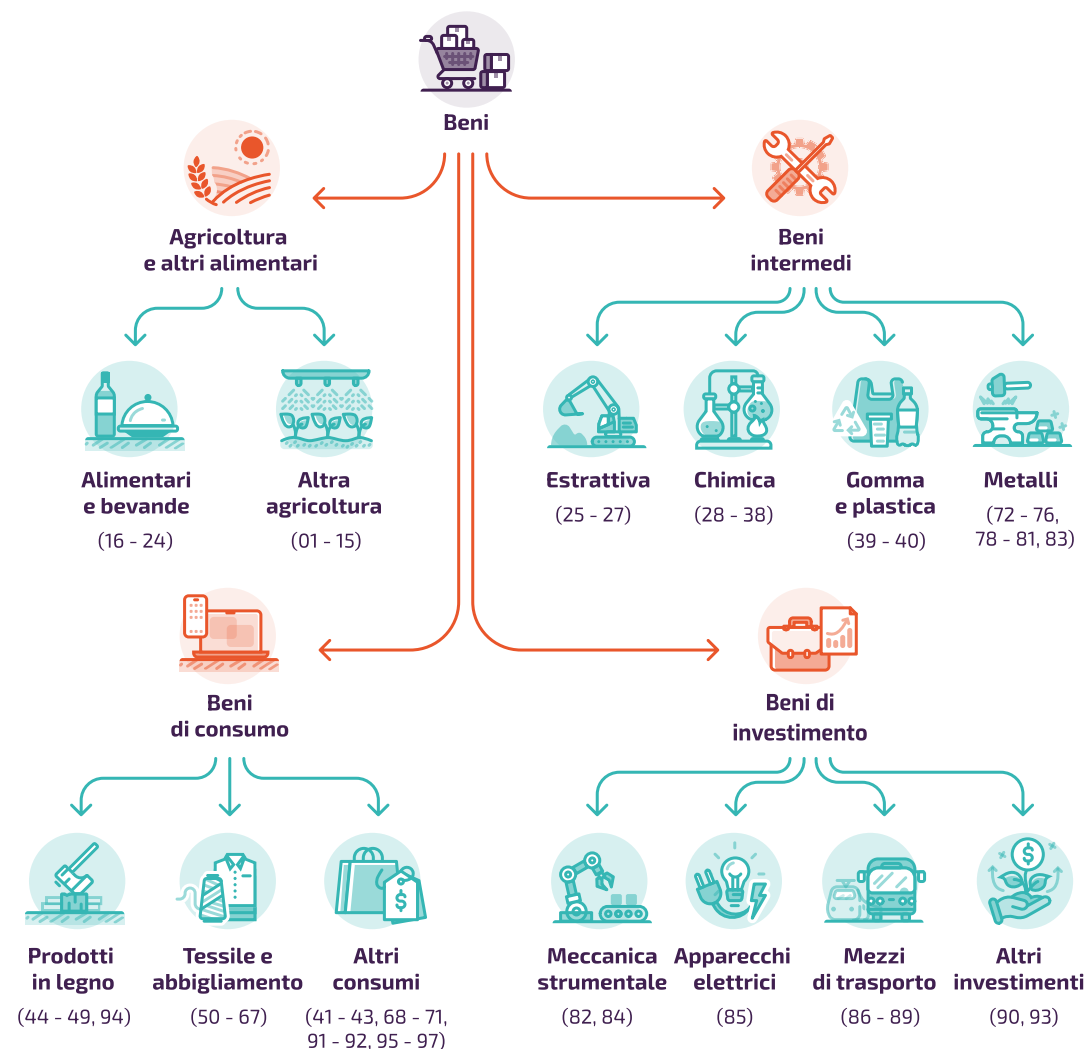 Beni
Agricoltura
e altri alimentari
Beni
intermedi
Alimentari
e bevande
(16 - 24)
Altra
agricoltura
(01 - 15)
Estrattiva
(25 - 27)
Chimica
(28 - 38)
Gomma
e plastica
(39 - 40)
Metalli
(72 - 76,
78 - 81, 83)
Beni
di consumo
Beni di
investimento
Prodotti
in legno
(44 - 49, 94)
Tessile e
abbigliamento
(50 - 67)
Altri
consumi
(41 - 43, 68 - 71,
91 - 92, 95 - 97)
Meccanica
strumentale
(82, 84)
Apparecchi
elettrici
(85)
Mezzi
di trasporto
(86 - 89)
Altri
investimenti
(90, 93)
$
$